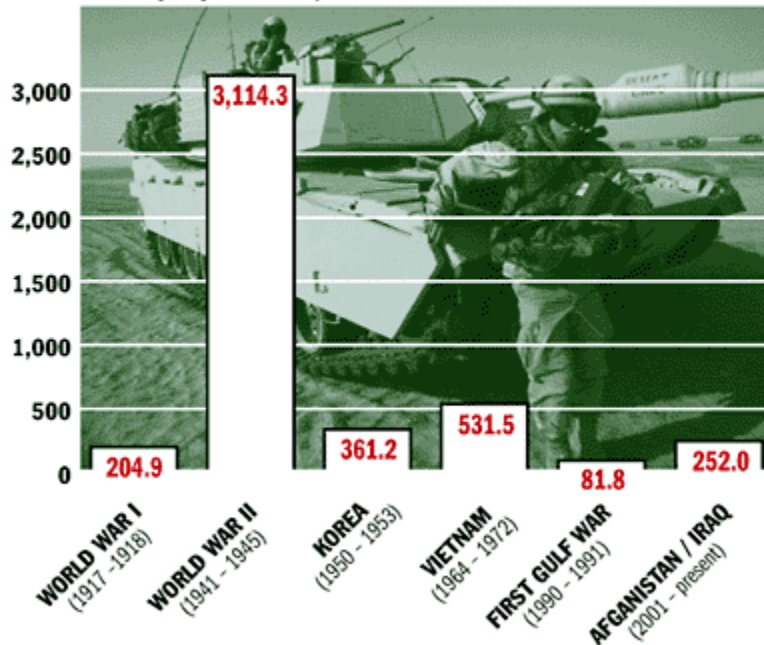 3,000
2,500
2,000
1,500
1,000
500
0
204.9
3,114.3
361.2
531.5
81.8
252.0
WORLD WAR I
(1917 –1918)
WORLD WAR II
(1941 – 1945)
KOREA
(1950 – 1953)
VIETNAM
(1964 – 1972)
FIRST GULF WAR
(1990 – 1991)
AFGANISTAN / IRAQ
(2001 – present)